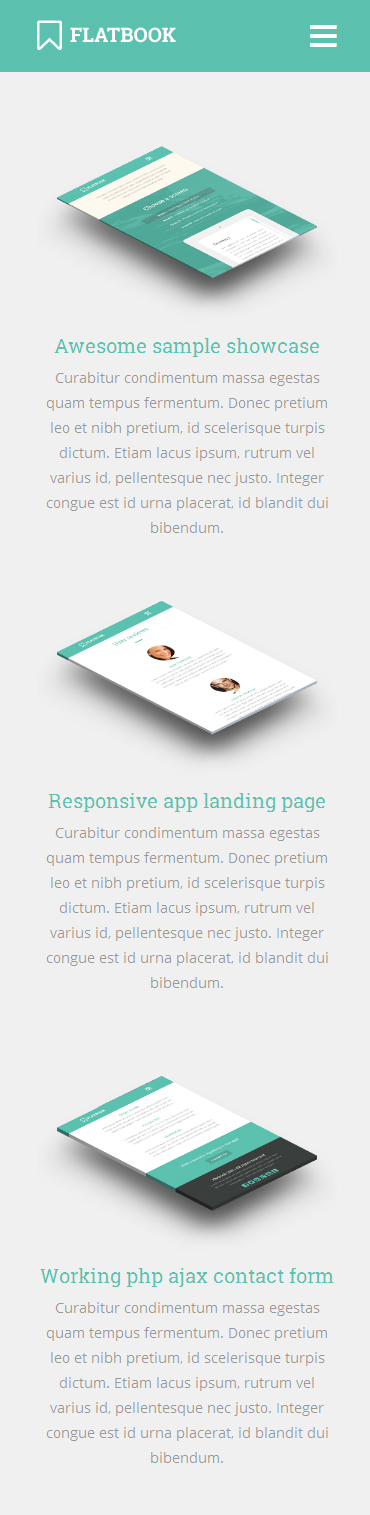 FLATBOOK
Choose a screen
Awesome sample showcase
Curabitur condimentum massa egestas
quam tempus fermentum. Donec pretium
leo et nibh pretium, id scelerisque turpis
dictum. Etiam lacus ipsum, rutrum vel
varius id, pellentesque nec justo. Integer
congue est id urna placerat, id blandit dui
bibendum.
Responsive app landing page
Curabitur condimentum massa egestas
quam tempus fermentum. Donec pretium
leo et nibh pretium, id scelerisque turpis
dictum. Etiam lacus ipsum, rutrum vel
varius id, pellentesque nec justo. Integer
congue est id urna placerat, id blandit dui
bibendum.
Working php ajax contact form
Curabitur condimentum massa egestas
quam tempus fermentum. Donec pretium
leo et nibh pretium, id scelerisque turpis
dictum. Etiam lacus ipsum, rutrum vel
varius id, pellentesque nec justo. Integer
congue est id urna placerat, id blandit dui
bibendum.